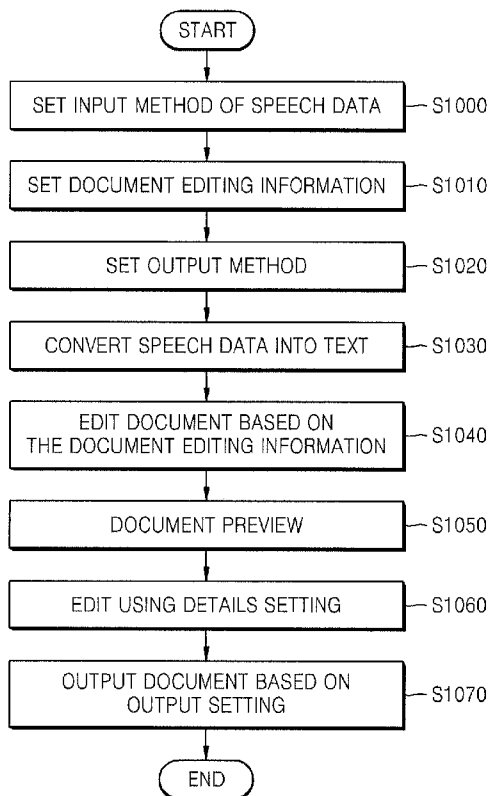 START
SET INPUT METHOD OF SPEECH DATA
S1000
SET DOCUMENT EDITING INFORMATION
S1010
SET OUTPUT METHOD
S1020
CONVERT SPEECH DATA INTO TEXT
S1030
EDIT DOCUMENT BASED ON
THE DOCUMENT EDITING INFORMATION
S1040
DOCUMENT PREVIEW
S1050
EDIT USING DETAILS SETTING
S1060
OUTPUT DOCUMENT BASED ON
OUTPUT SETTING
S1070
END